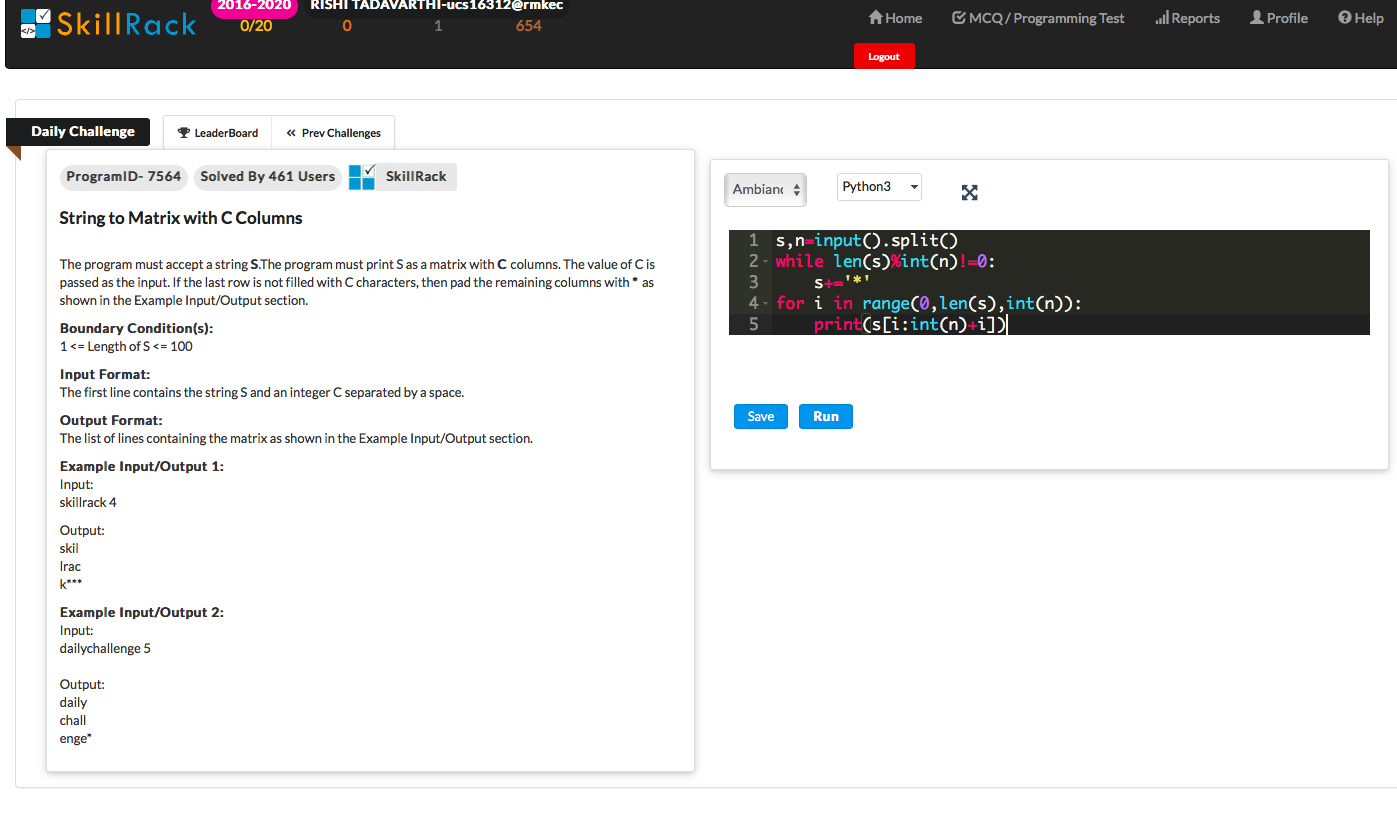 </> SkillRack
2016-2020 RISHI TADAVARTHI-ucs16312@rmkec
0/20 0 1 654
Home MCQ / Programming Test Reports Profile Help
Logout
Daily Challenge LeaderBoard Prev Challenges
ProgramID- 7564 Solved By 461 Users SkillRack
String to Matrix with C Columns
The program must accept a string S.The program must print S as a matrix with C columns. The value of C is
passed as the input. If the last row is not filled with C characters, then pad the remaining columns with * as
shown in the Example Input/Output section.
Boundary Condition(s):
1 <= Length of S <= 100
Input Format:
The first line contains the string S and an integer C separated by a space.
Output Format:
The list of lines containing the matrix as shown in the Example Input/Output section.
Example Input/Output 1:
Input:
skillrack 4
Output:
skil
lrac
k***
Example Input/Output 2:
Input:
dailychallenge 5
Output:
daily
chall
enge*
Ambianc Python3
1 s,n=input().split()
2 while len(s)%int(n)!=0:
3 s+='*'
4 for i in range(0,len(s),int(n)):
5 print(s[i:int(n)+i])
Save Run